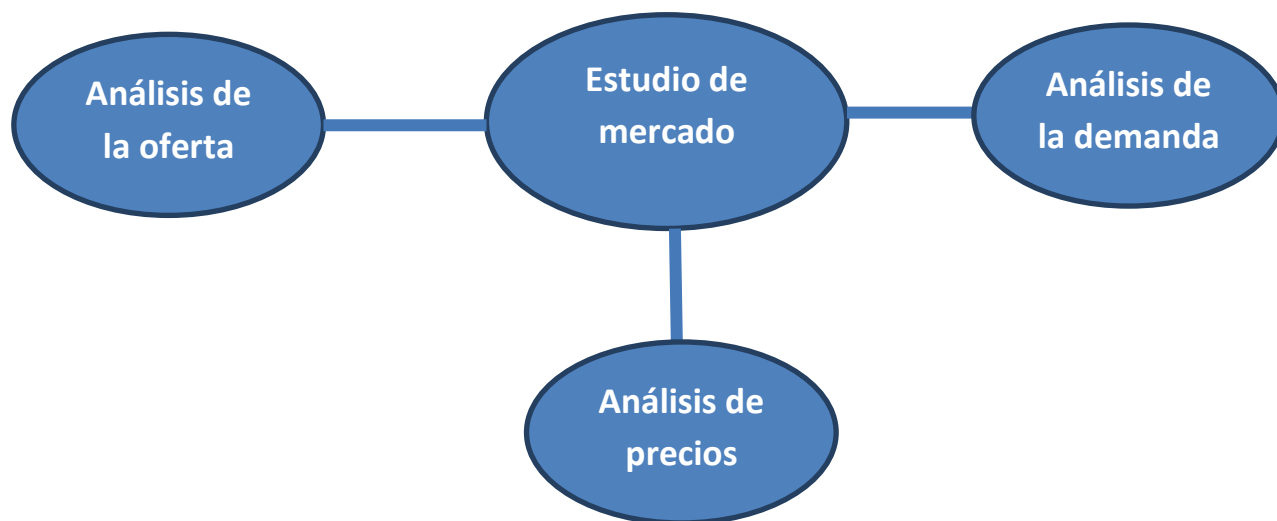 Análisis de
la oferta
Estudio de
mercado
Análisis de
la demanda
Análisis de
precios